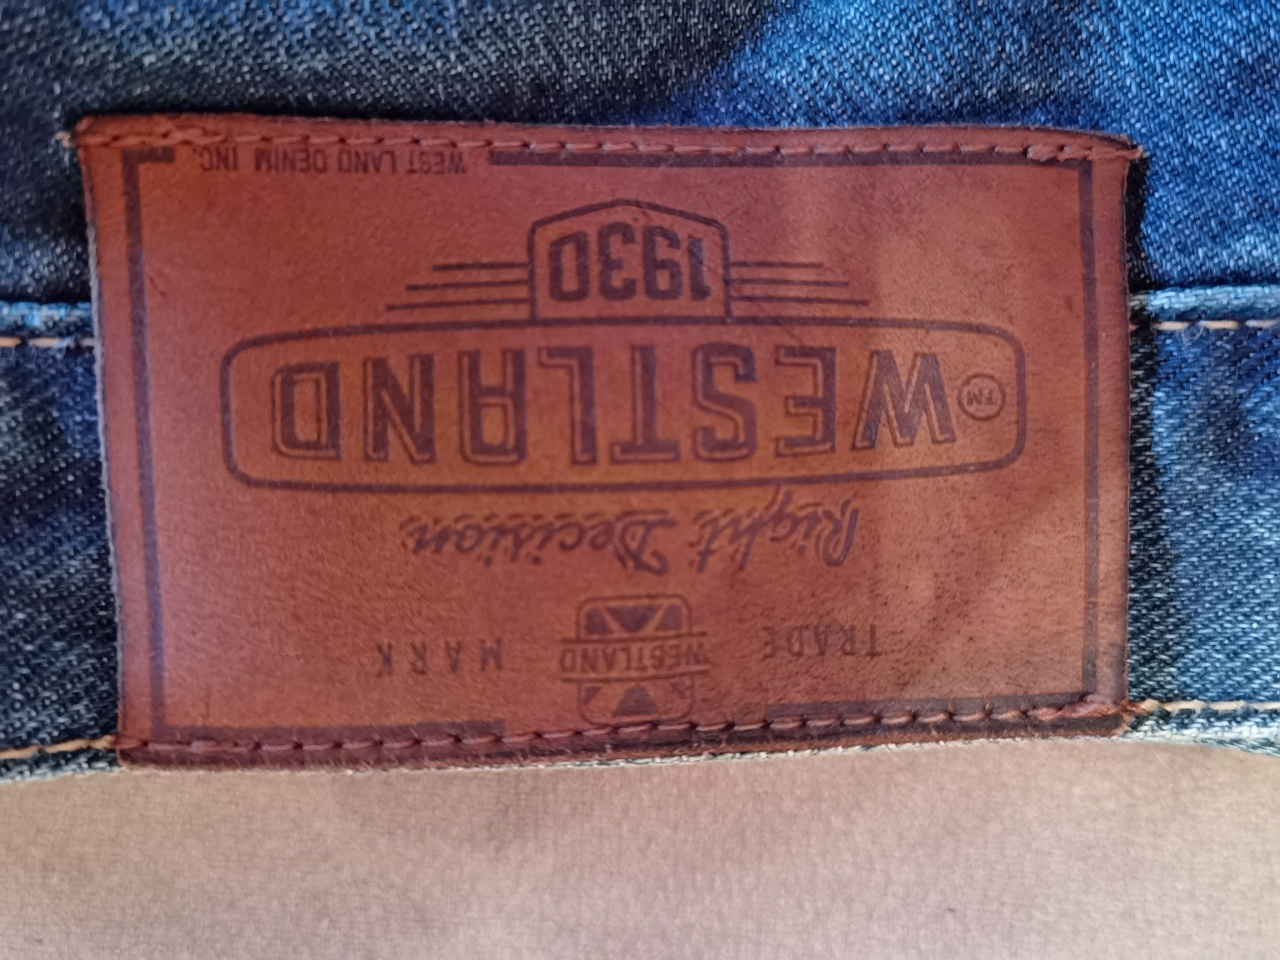 TRADE WESTLAND MARK
Right Decision
TM WESTLAND
1930
WEST LAND DENIM INC.